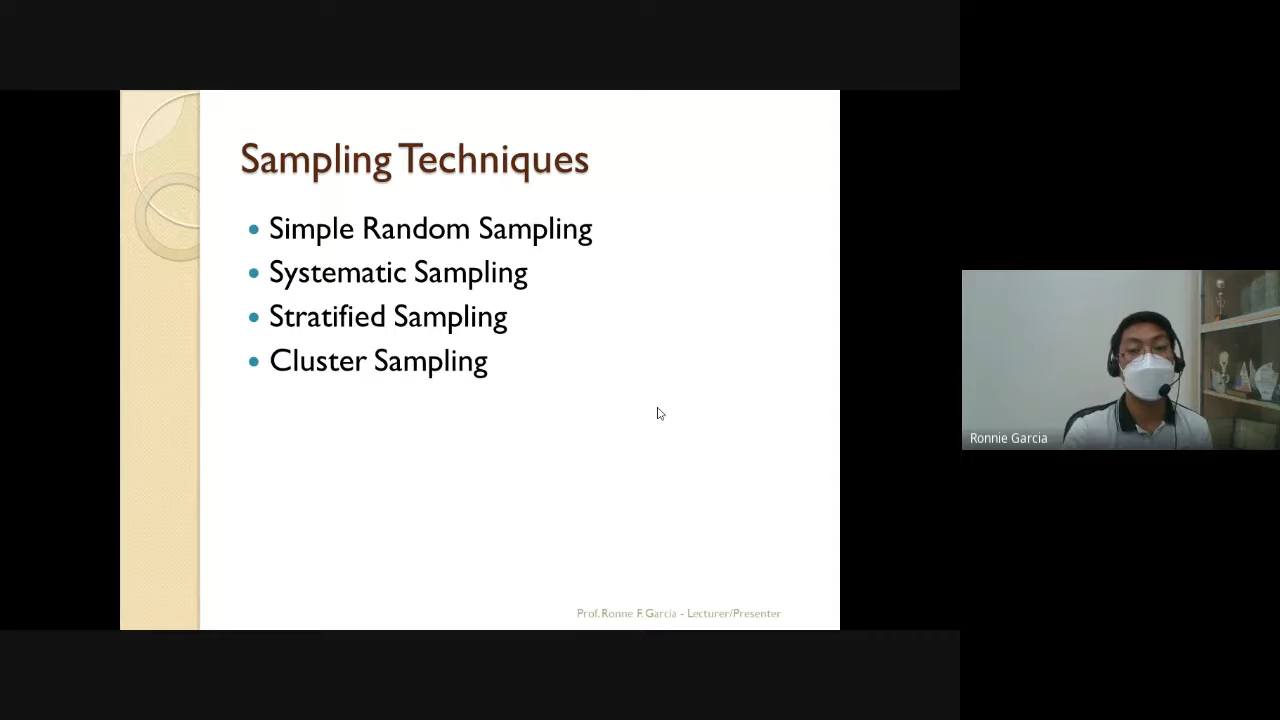 Sampling Techniques
Simple Random Sampling
Systematic Sampling
Stratified Sampling
Cluster Sampling
Prof. Ronne F. Garcia - Lecturer/Presenter
Ronnie Garcia